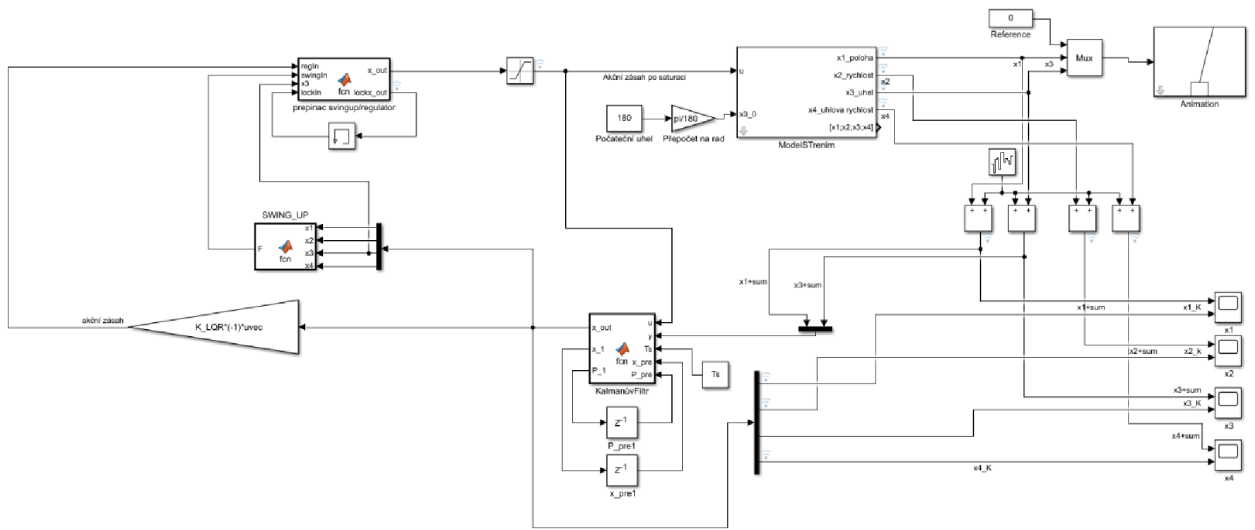 regIn
swingIn
x3
lockIn
fcn
x_out
lockx_out
prepinac svingup/regulator
Akční zásah po saturaci
180
Počateční uhel
pi/180
Přepočet na rad
u
x3_0
x1_poloha
x2_rychlost
x3_uhel
x4_uhlova rychlost
[x1;x2;x3;x4]
ModelSTrenim
x1
x2
x4
x3
0
Reference
Mux
Animation
SWING_UP
F
fcn
x1
x2
x3
x4
akční zásah
K_LQR*(-1)*uvec
x_out
x_1
P_1
fcn
u
y
Ts
x_pre
P_pre
KalmanůvFiltr
Ts
Z-1
P_pre1
Z-1
x_pre1
+ +
+ +
+ +
+ +
x1+sum
x3+sum
x1+sum
x1_K
x1
x2+sum
x2_k
x2
x3+sum
x3_K
x3
x4+sum
x4_K
x4